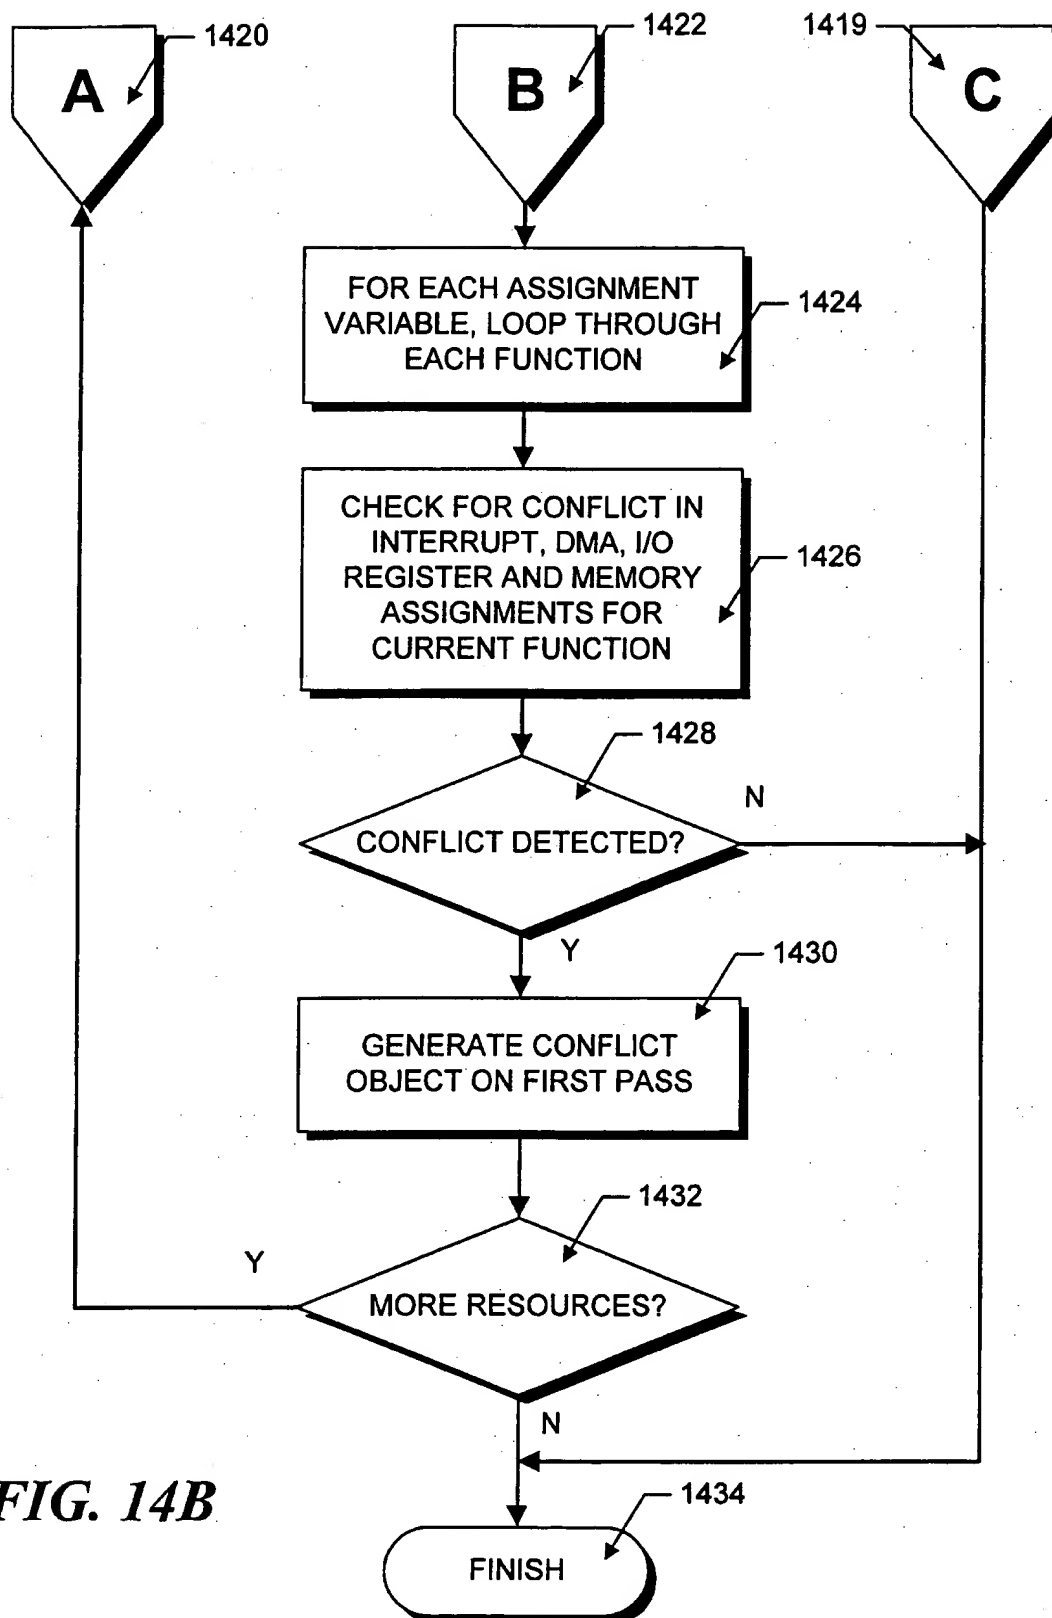 A
1420
B
1422
1419
C
FOR EACH ASSIGNMENT
VARIABLE, LOOP THROUGH
EACH FUNCTION
1424
CHECK FOR CONFLICT IN
INTERRUPT, DMA, I/O
REGISTER AND MEMORY
ASSIGNMENTS FOR
CURRENT FUNCTION
1426
1428
CONFLICT DETECTED?
N
Y
1430
GENERATE CONFLICT
OBJECT ON FIRST PASS
1432
Y
MORE RESOURCES?
N
FIG. 14B
1434
FINISH